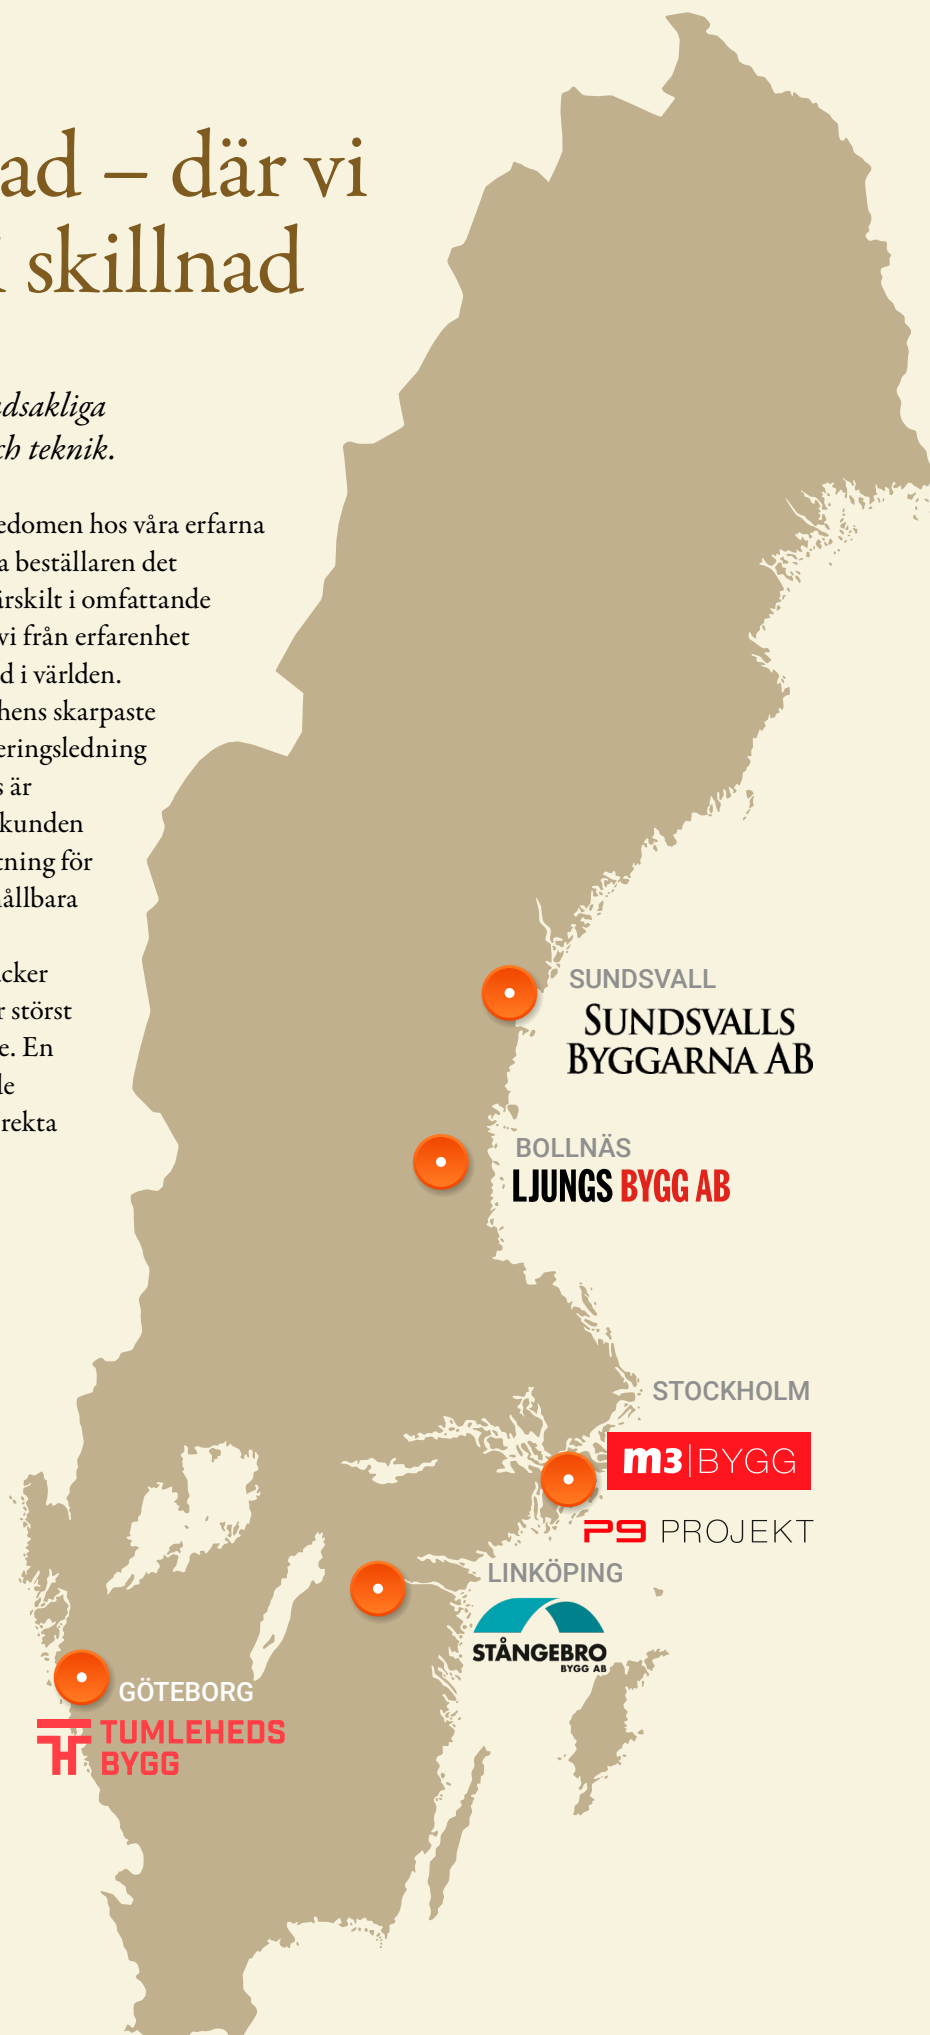 ad – där vi
skillnad
dsakliga
ch teknik.
edomen hos våra erfarna
a beställaren det
ärskilt i omfattande
vi från erfarenhet
d i världen.
hens skarpaste
eringsledning
s är
kunden
tning för
ållbara
cker
r störst
e. En
le
rekta
SUNDSVALL
SUNDSVALLS
BYGGARNA AB
BOLLNÄS
LJUNGS BYGG AB
STOCKHOLM
m3|BYGG
P9 PROJEKT
LINKÖPING
STÅNGEBRO
BYGG AB
GÖTEBORG
TUMLEHEDS
BYGG